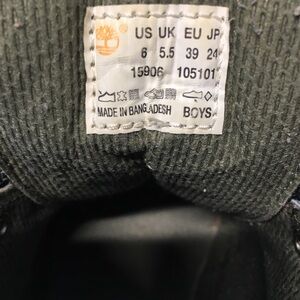 US UK EU JP
6 5.5 39 24
15906 105101
MADE IN BANGLADESH BOYS